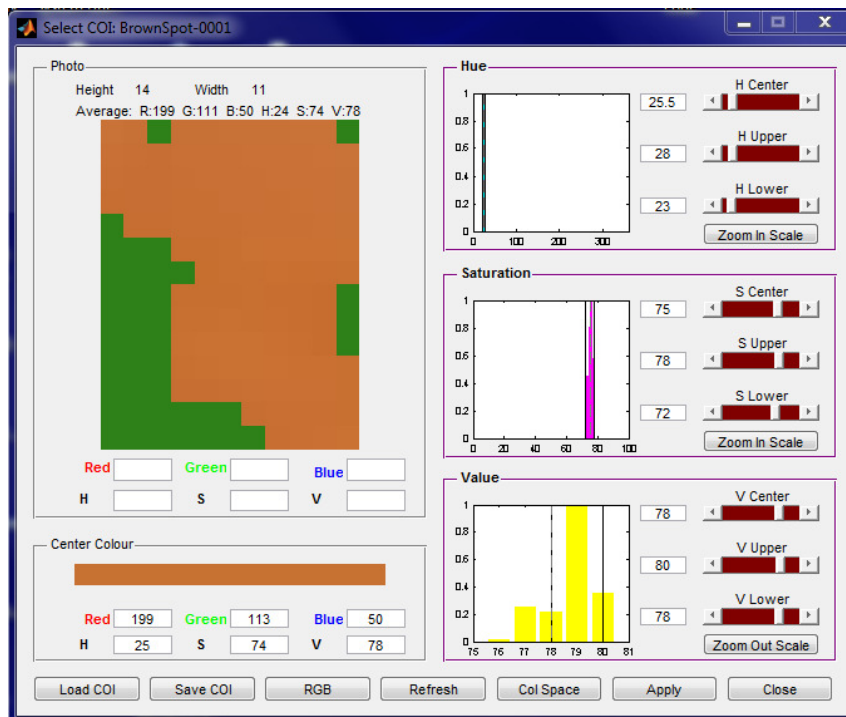 Select COI: BrownSpot-0001
Photo
Height 14 Width 11
Average: R:199 G:111 B:50 H:24 S:74 V:78
Red Green Blue
H S V
Center Colour
Red 199 Green 113 Blue 50
H 25 S 74 V 78
Hue
1
0.8
0.6
0.4
0.2
0
0 100 200 300
H Center
25.5
H Upper
28
H Lower
23
Zoom In Scale
Saturation
1
0.8
0.6
0.4
0.2
0
0 20 40 60 80 100
S Center
75
S Upper
78
S Lower
72
Zoom In Scale
Value
1
0.8
0.6
0.4
0.2
0
75 76 77 78 79 80 81
V Center
78
V Upper
80
V Lower
78
Zoom Out Scale
Load COI Save COI RGB Refresh Col Space Apply Close